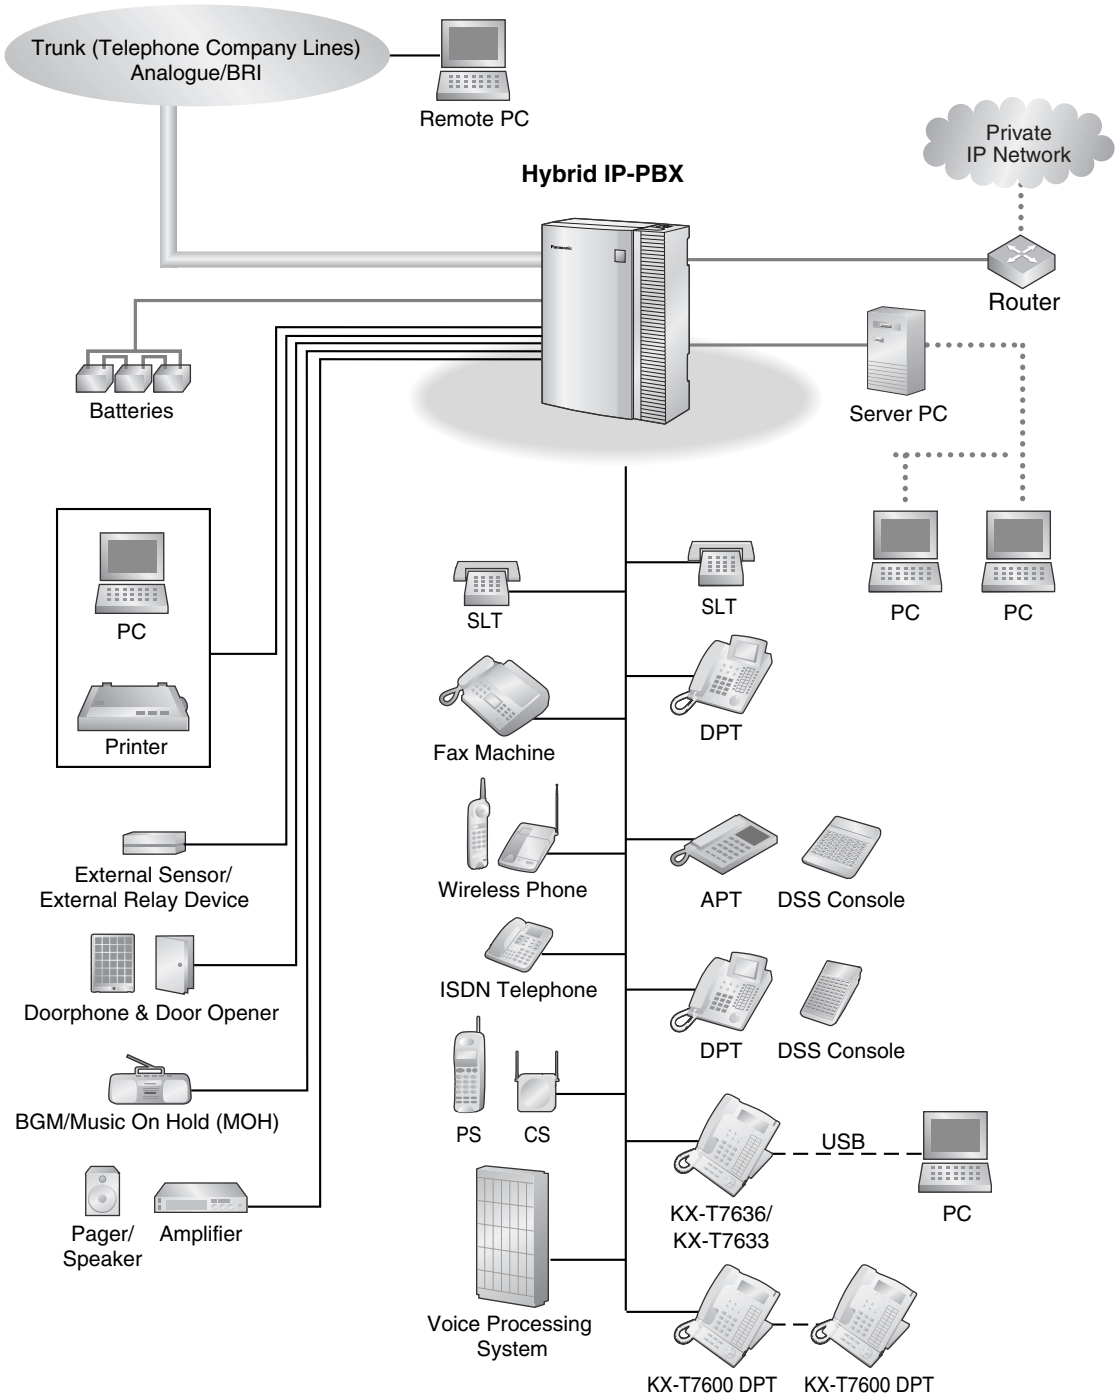 Trunk (Telephone Company Lines)
Analogue/BRI
Remote PC
Private
IP Network
Hybrid IP-PBX
Panasonic
Router
Batteries
Server PC
PC
Printer
SLT
SLT
PC
PC
Fax Machine
DPT
External Sensor/
External Relay Device
Wireless Phone
APT
DSS Console
Doorphone & Door Opener
ISDN Telephone
DPT
DSS Console
BGM/Music On Hold (MOH)
PS
CS
USB
KX-T7636/
KX-T7633
PC
Pager/
Speaker
Amplifier
Voice Processing
System
KX-T7600 DPT
KX-T7600 DPT